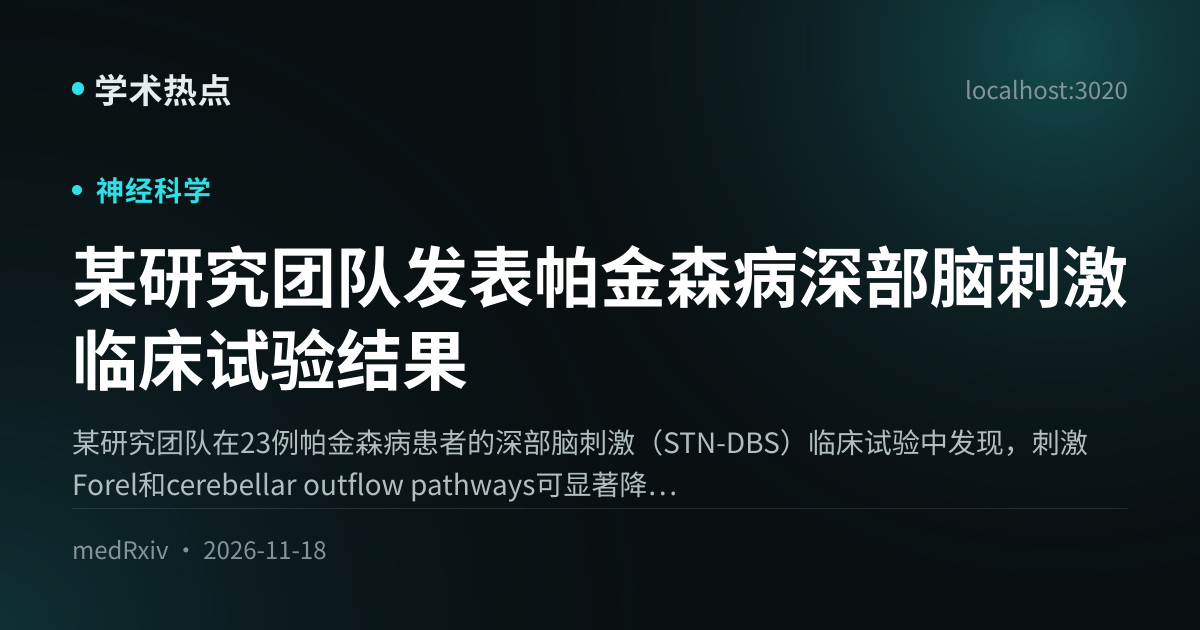 学术热点
localhost:3020
神经科学
某研究团队发表帕金森病深部脑刺激
临床试验结果
某研究团队在23例帕金森病患者的深部脑刺激（STN-DBS）临床试验中发现，刺激
Forel和cerebellar outflow pathways可显著降…
medRxiv • 2026-11-18